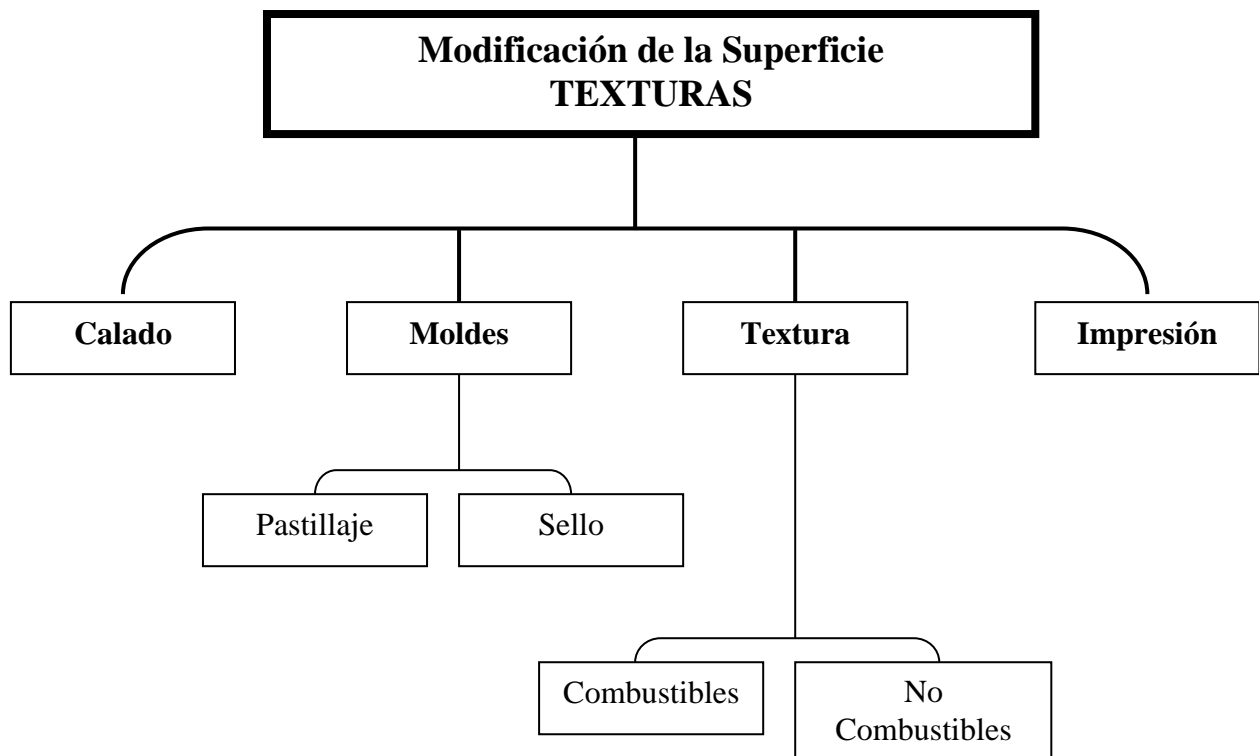 Modificación de la Superficie
TEXTURAS
Calado
Moldes
Textura
Impresión
Pastillaje
Sello
Combustibles
No
Combustibles